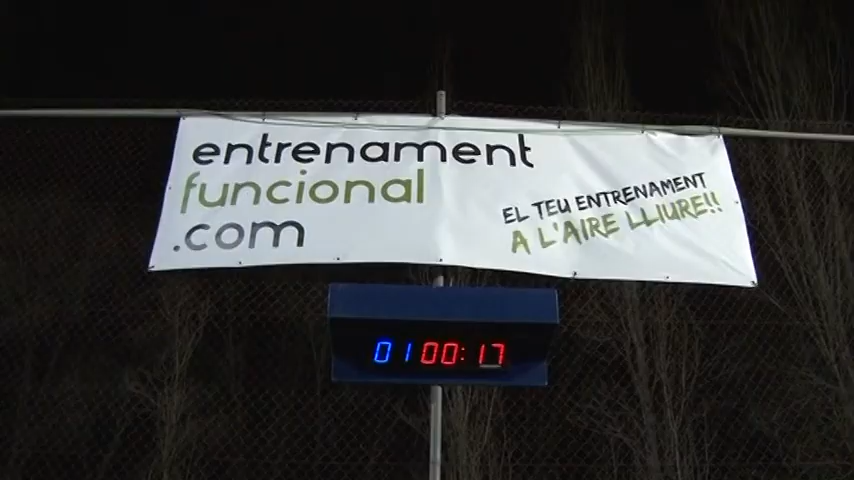 entrenament
funcional
.com
EL TEU ENTRENAMENT
A L'AIRE LLIURE!!
01 00:17